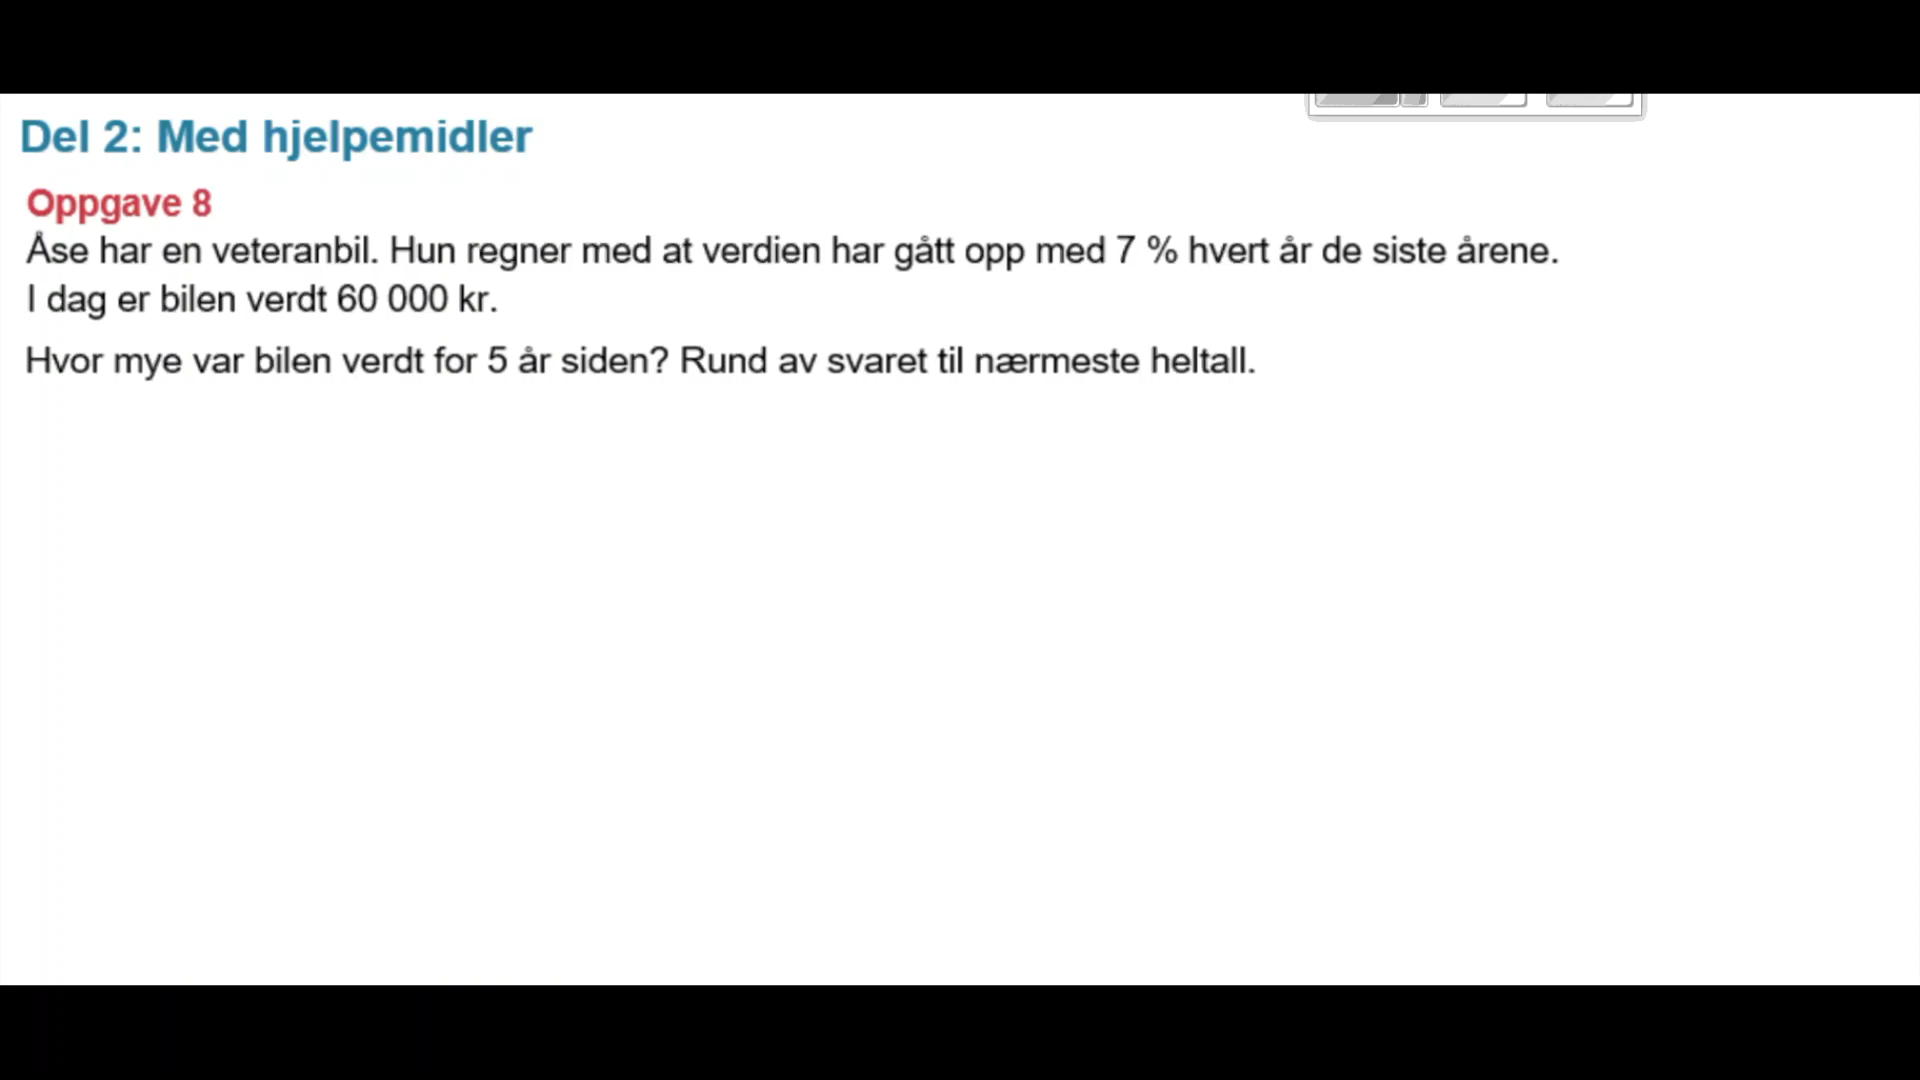 Del 2: Med hjelpemidler
Oppgave 8
Åse har en veteranbil. Hun regner med at verdien har gått opp med 7 % hvert år de siste årene.
I dag er bilen verdt 60 000 kr.
Hvor mye var bilen verdt for 5 år siden? Rund av svaret til nærmeste heltall.